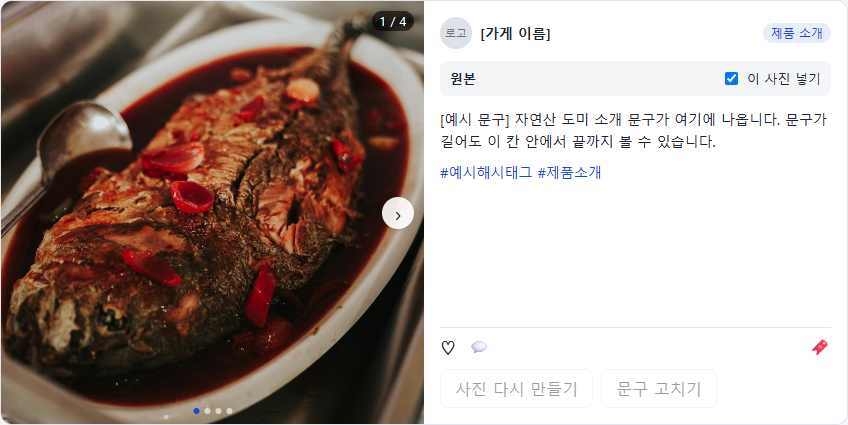 1 / 4
로고
[가게 이름]
제품 소개
원본
이 사진 넣기
[예시 문구] 자연산 도미 소개 문구가 여기에 나옵니다. 문구가
길어도 이 칸 안에서 끝까지 볼 수 있습니다.
#예시해시태그 #제품소개
사진 다시 만들기
문구 고치기